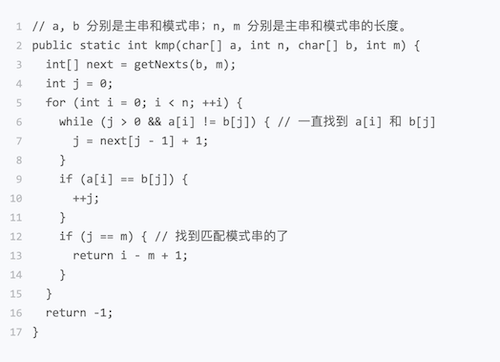 1 // a, b 分别是主串和模式串；n, m 分别是主串和模式串的长度。
2 public static int kmp(char[] a, int n, char[] b, int m) {
3   int[] next = getNexts(b, m);
4   int j = 0;
5   for (int i = 0; i < n; ++i) {
6     while (j > 0 && a[i] != b[j]) { // 一直找到 a[i] 和 b[j]
7       j = next[j - 1] + 1;
8     }
9     if (a[i] == b[j]) {
10       ++j;
11     }
12     if (j == m) { // 找到匹配模式串的了
13       return i - m + 1;
14     }
15   }
16   return -1;
17 }